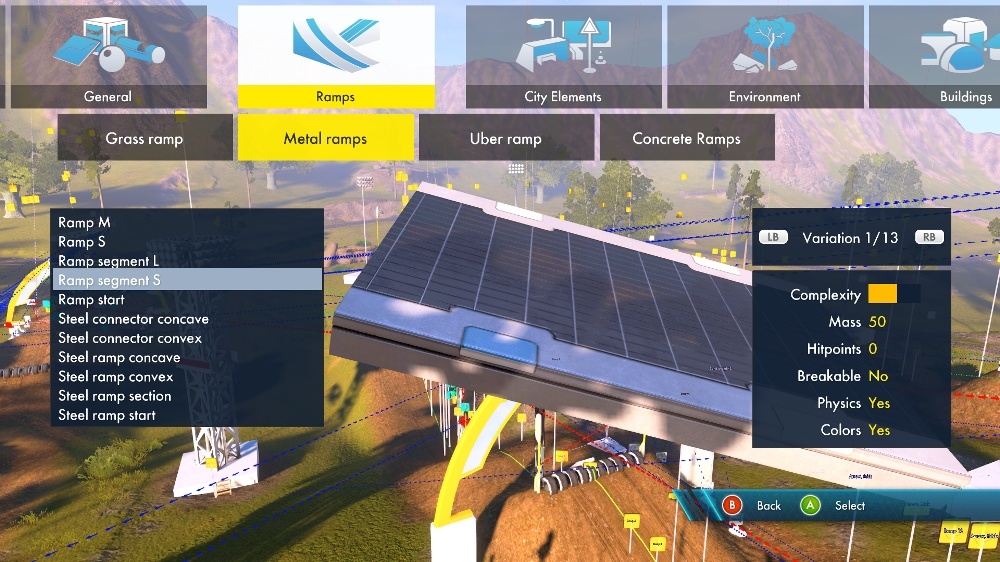 General
Ramps
City Elements
Environment
Buildings
Grass ramp
Metal ramps
Uber ramp
Concrete Ramps
Ramp M
Ramp S
Ramp segment L
Ramp segment S
Ramp start
Steel connector concave
Steel connector convex
Steel ramp concave
Steel ramp convex
Steel ramp section
Steel ramp start
LB Variation 1/13 RB
Complexity
Mass 50
Hitpoints 0
Breakable No
Physics Yes
Colors Yes
B Back A Select